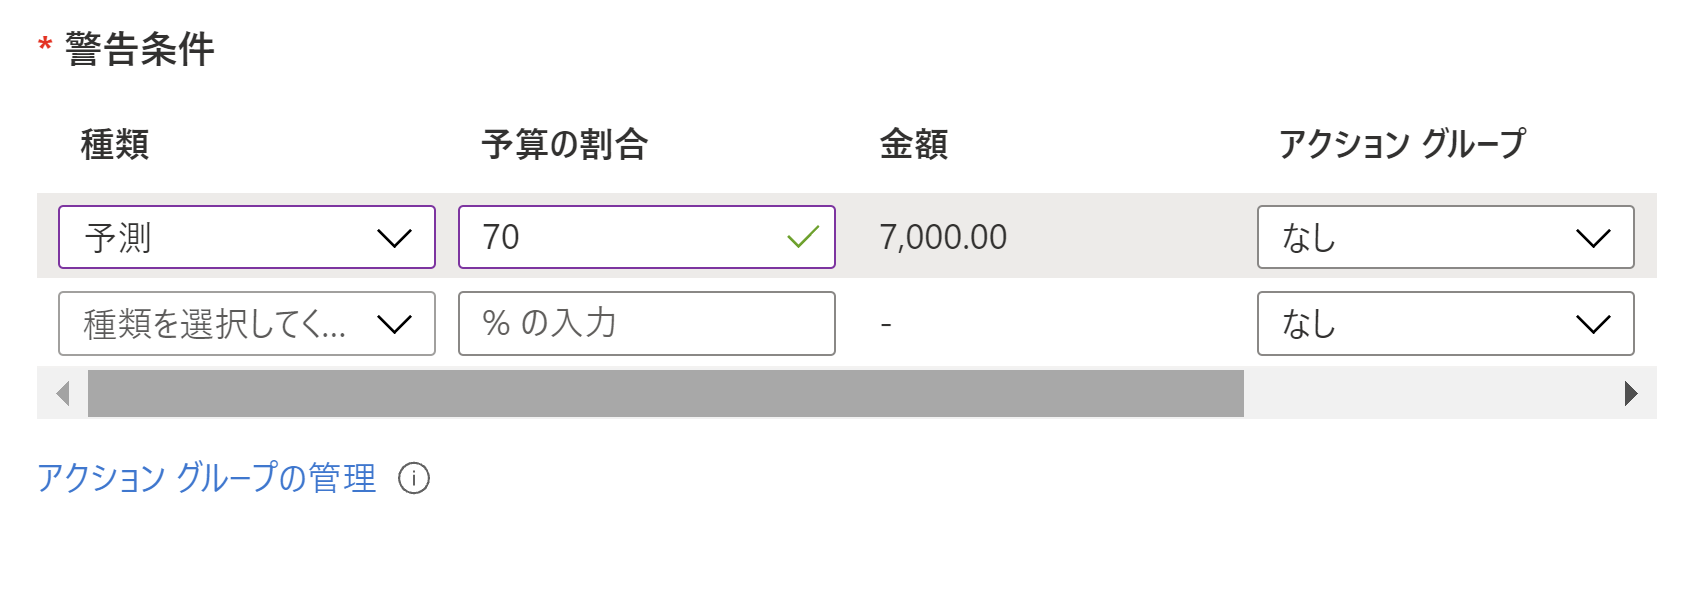 * 警告条件
種類 予算の割合 金額 アクション グループ
予測 70 7,000.00 なし
種類を選択してく... % の入力 - なし
アクション グループの管理